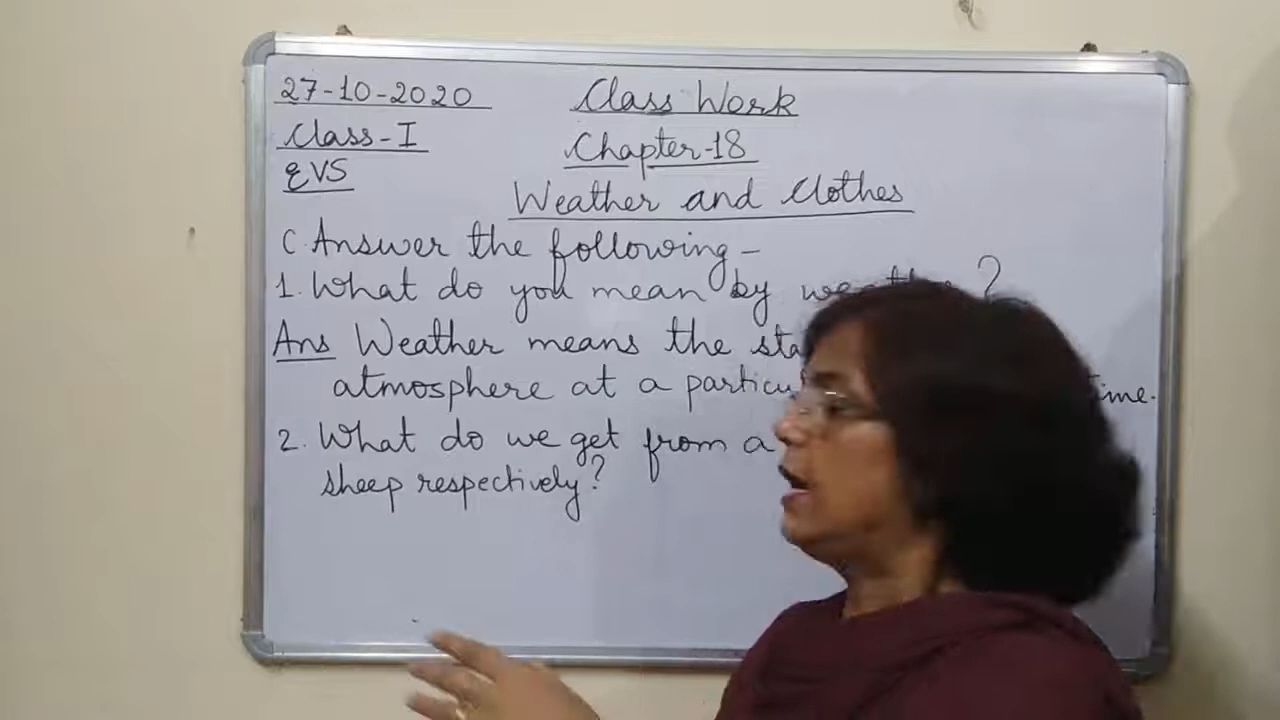 27-10-2020 Class Work
Class-I Chapter-18
EVS
Weather and Clothes
C. Answer the following-
1. What do you mean by ?
Ans Weather means the
atmosphere at a time.
2. What do we get from a
sheep respectively?